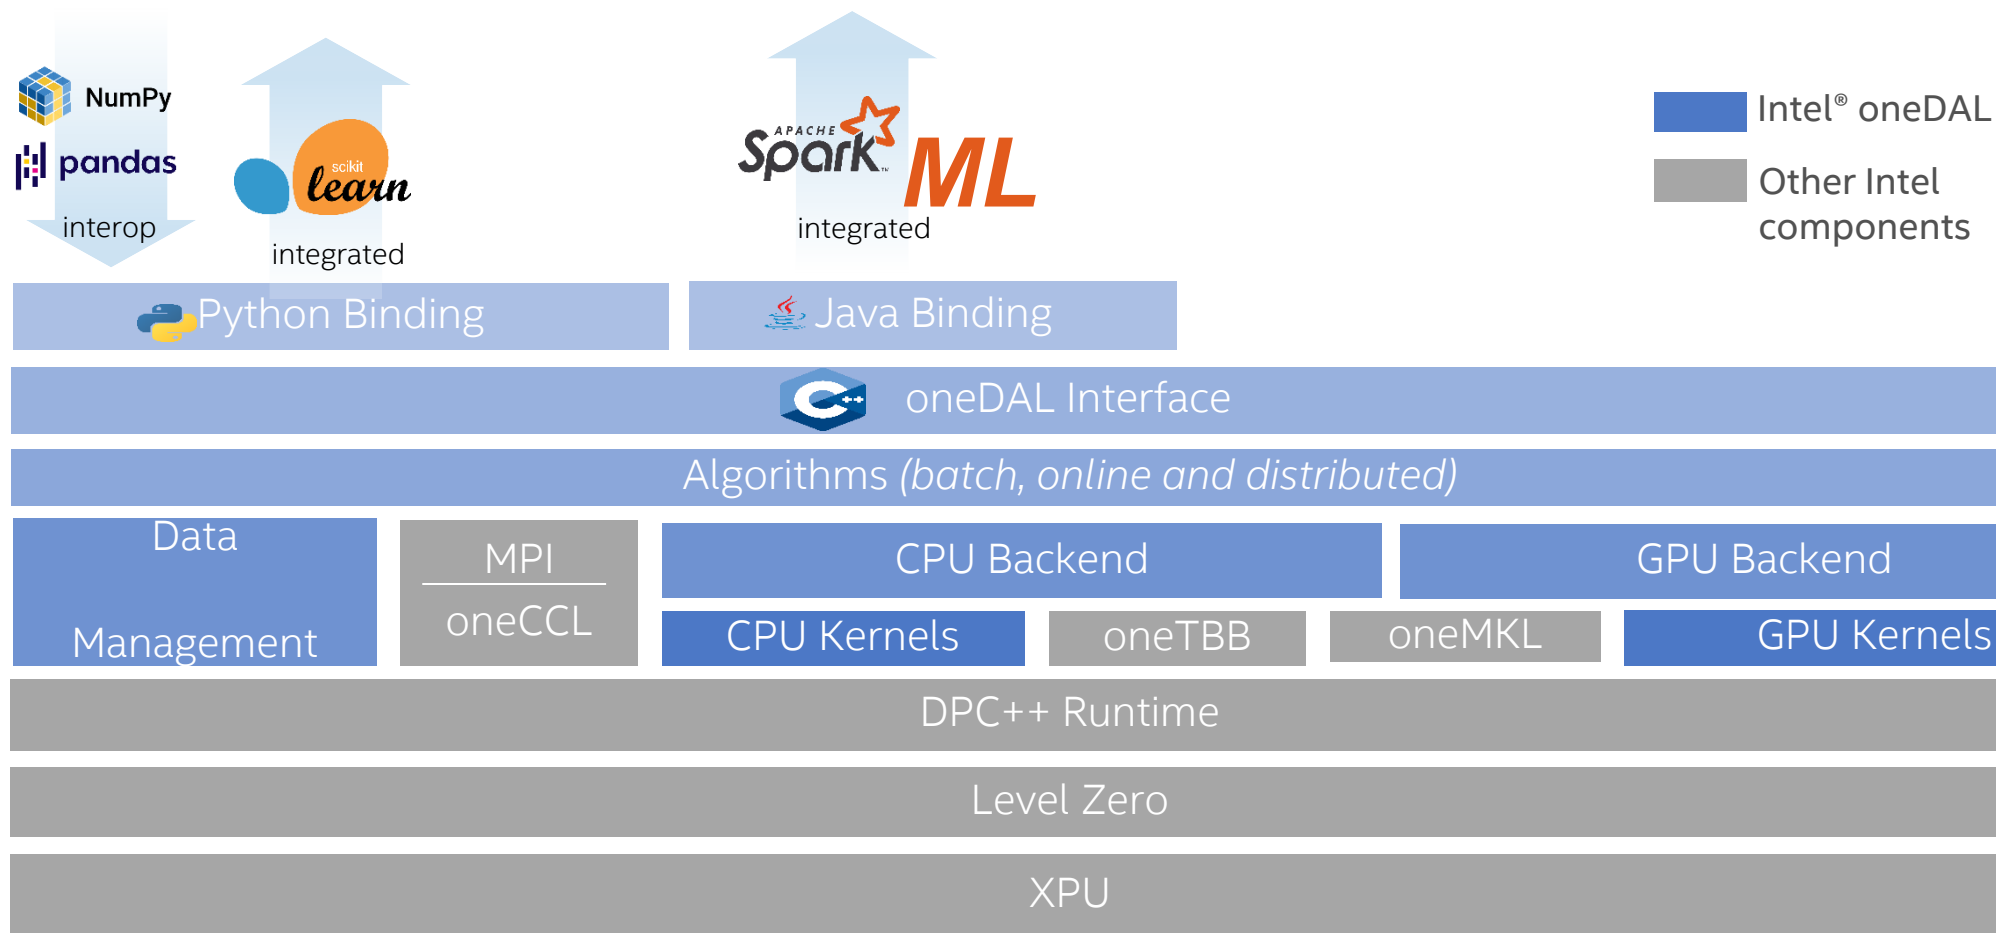 NumPy
pandas
interop
scikit
learn
integrated
APACHE
Spark™
ML
integrated
Intel® oneDAL
Other Intel
components
Python Binding
Java Binding
C++
oneDAL Interface
Algorithms (batch, online and distributed)
Data
Management
MPI
oneCCL
CPU Backend
GPU Backend
CPU Kernels
oneTBB
oneMKL
GPU Kernels
DPC++ Runtime
Level Zero
XPU